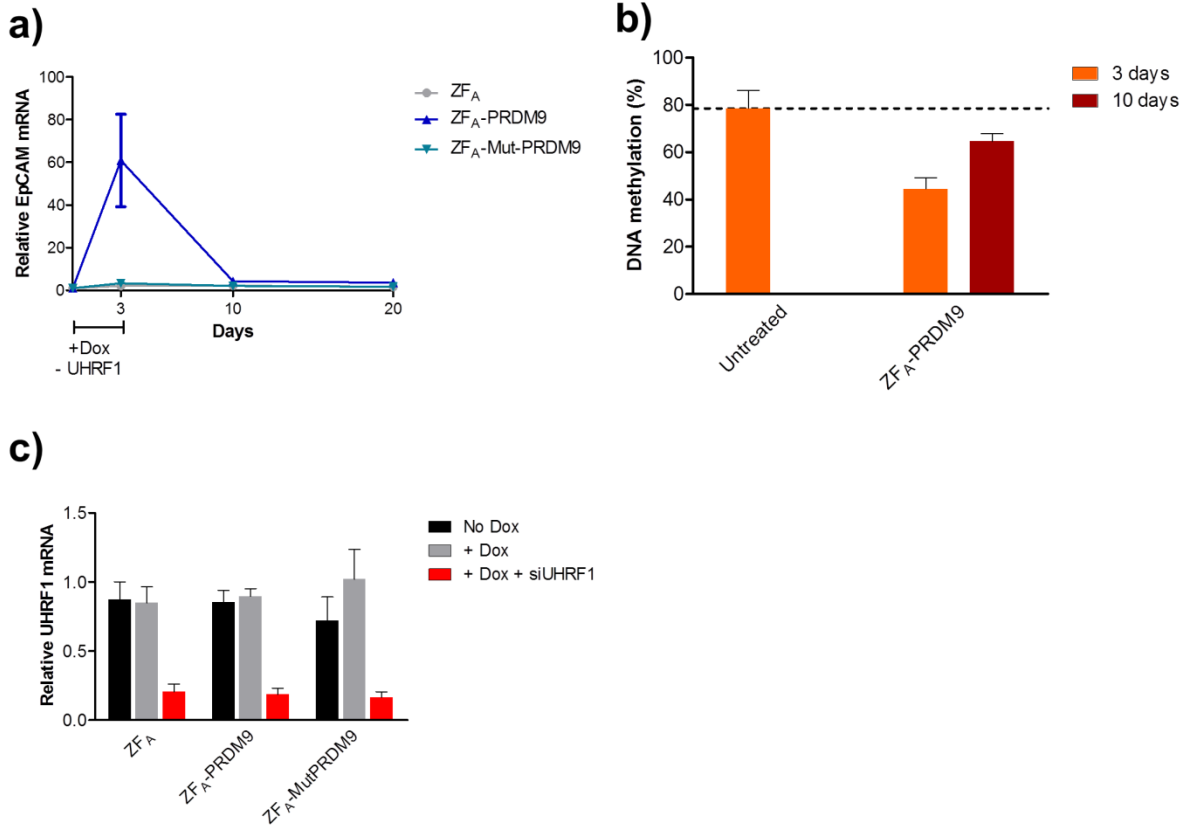 a)
Relative EpCAM mRNA
100
80
60
40
20
0
3
10
20
Days
+Dox
- UHRF1
ZFA
ZFA-PRDM9
ZFA-Mut-PRDM9
b)
DNA methylation (%)
100
80
60
40
20
0
Untreated
ZFA-PRDM9
3 days
10 days
c)
Relative UHRF1 mRNA
1.5
1.0
0.5
0.0
ZFA
ZFA-PRDM9
ZFA-MutPRDM9
No Dox
+ Dox
+ Dox + siUHRF1